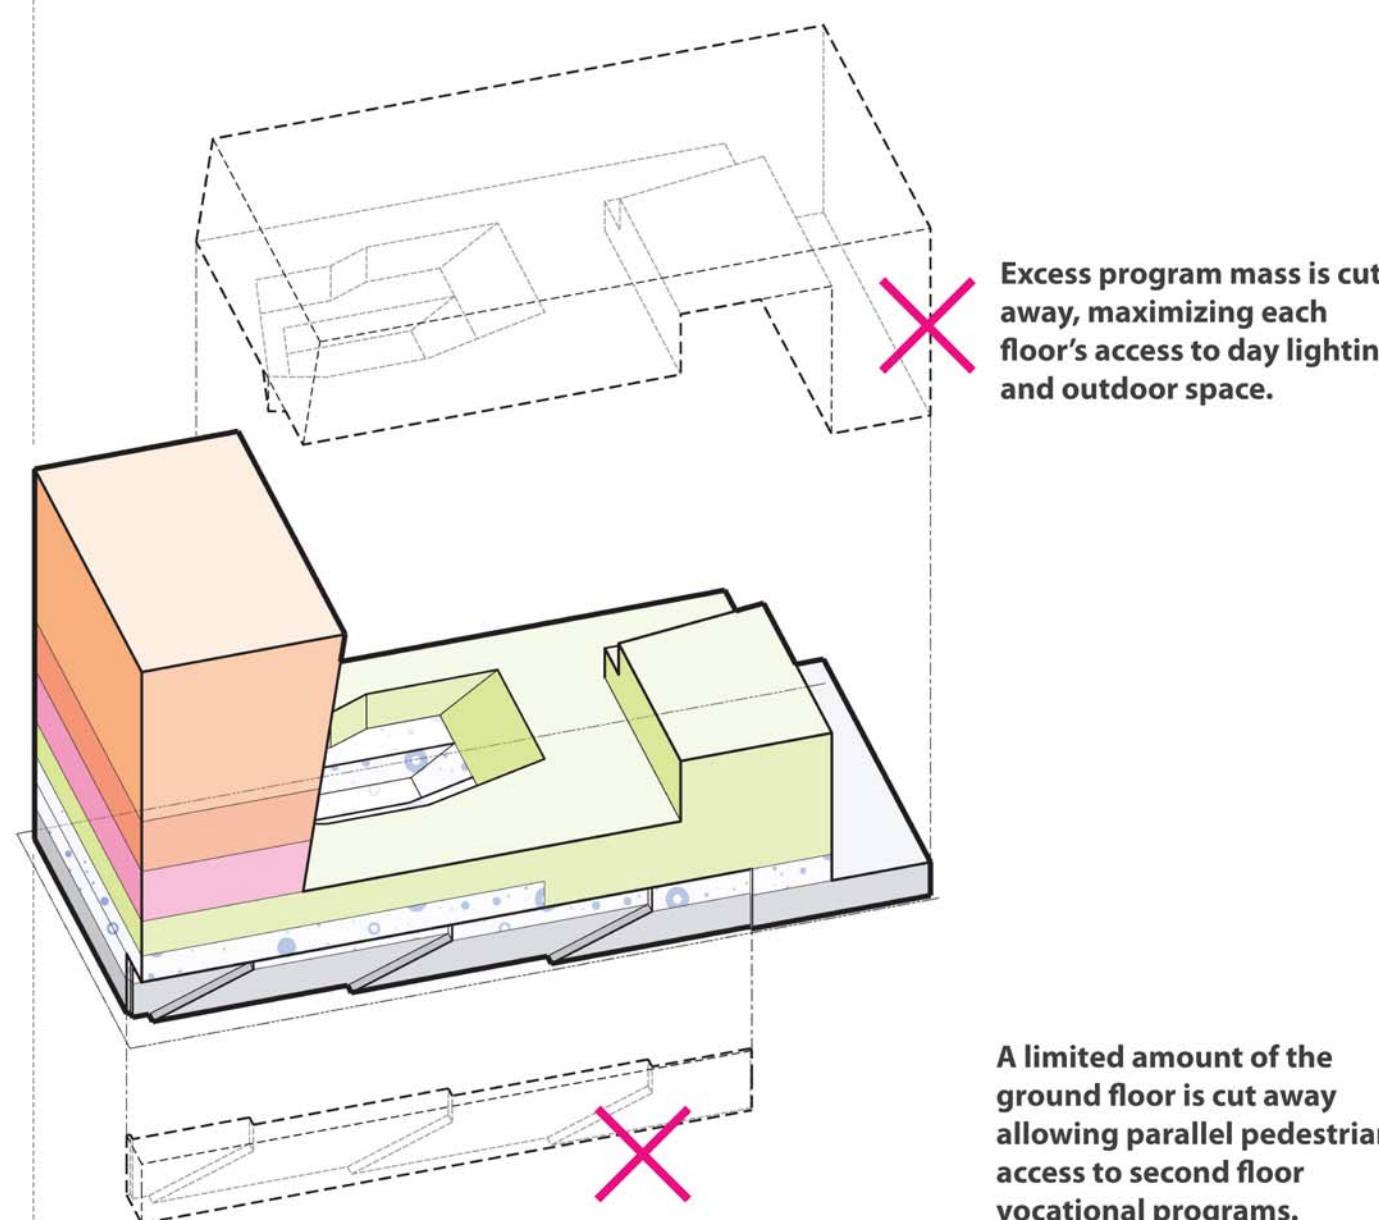 Excess program mass is cut
away, maximizing each
floor's access to day lightin
and outdoor space.
A limited amount of the
ground floor is cut away
allowing parallel pedestria
access to second floor
vocational programs.